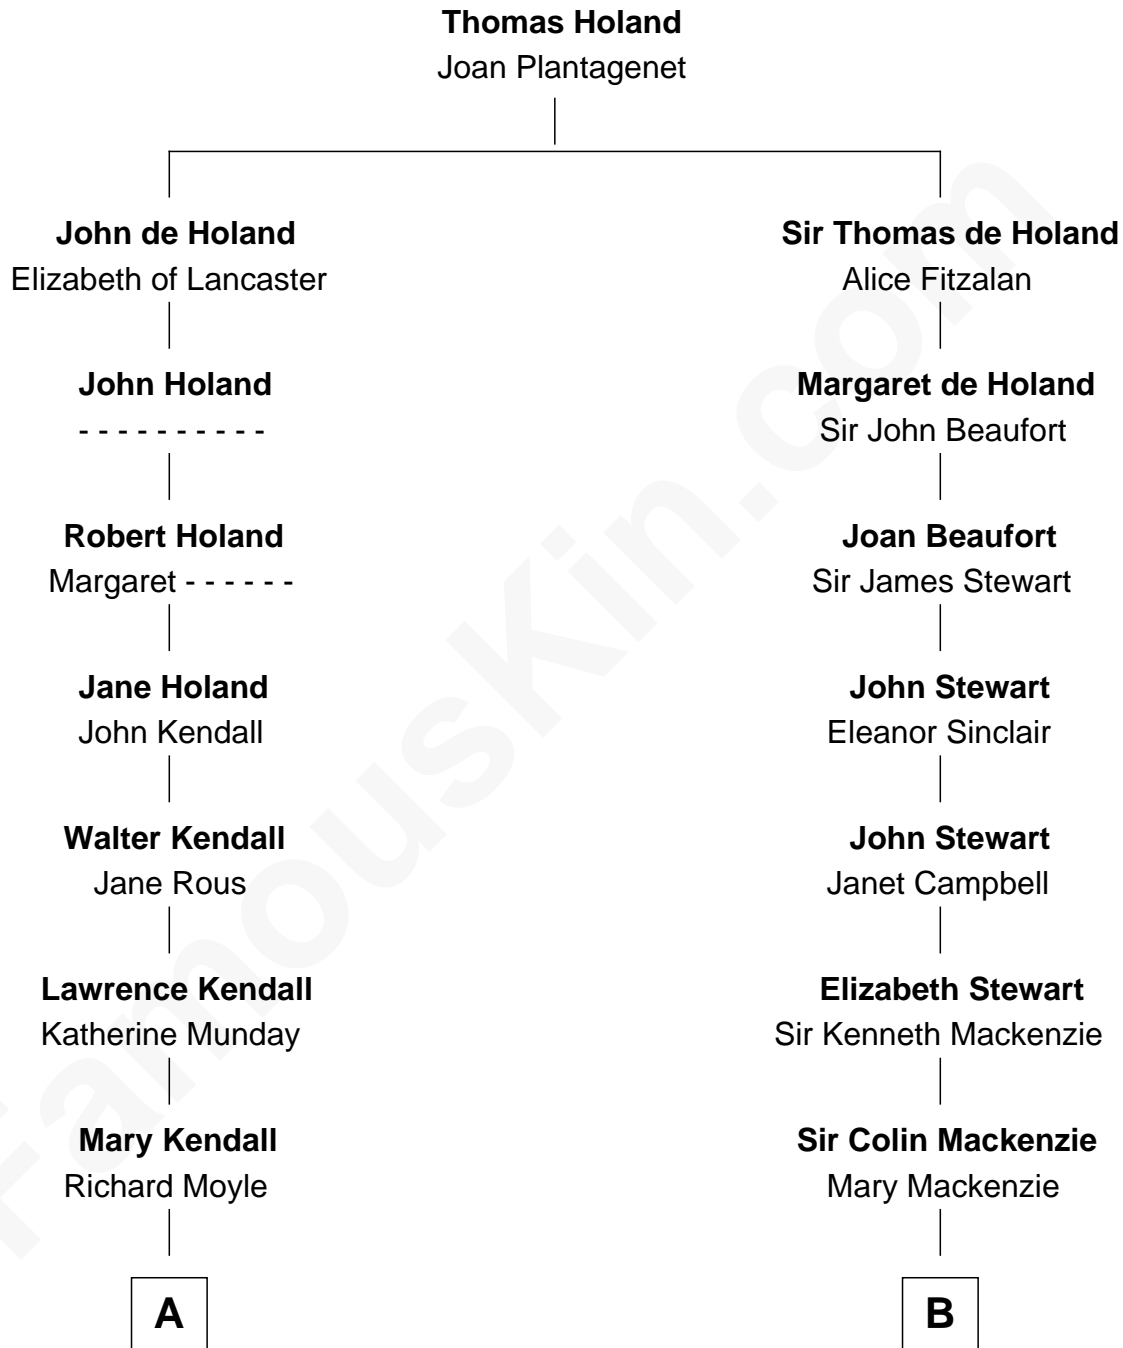 Thomas Holand
Joan Plantagenet
John de Holand
Elizabeth of Lancaster
John Holand
- - - - - - - - - -
Robert Holand
Margaret - - - - - -
Jane Holand
John Kendall
Walter Kendall
Jane Rous
Lawrence Kendall
Katherine Munday
Mary Kendall
Richard Moyle
A
Sir Thomas de Holand
Alice Fitzalan
Margaret de Holand
Sir John Beaufort
Joan Beaufort
Sir James Stewart
John Stewart
Eleanor Sinclair
John Stewart
Janet Campbell
Elizabeth Stewart
Sir Kenneth Mackenzie
Sir Colin Mackenzie
Mary Mackenzie
B
FamousKin.com